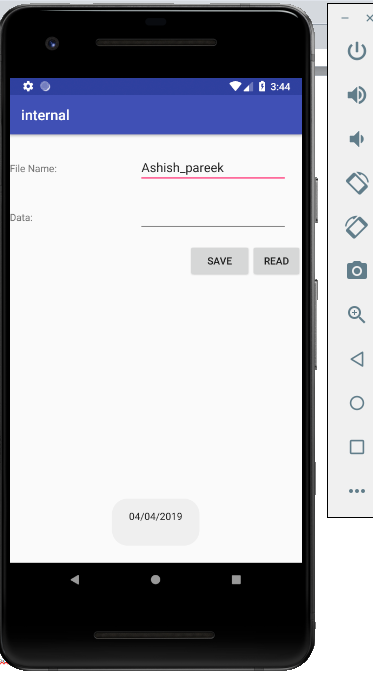 3:44
internal
File Name:
Ashish_pareek
Data:
SAVE READ
04/04/2019